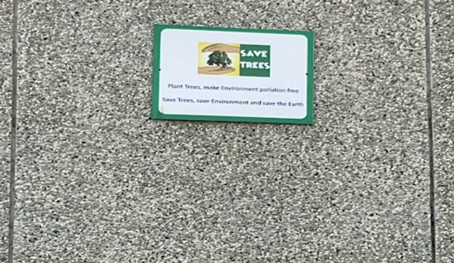 SAVE
TREES
Plant Trees, make Environment pollution free
Save Trees, save Environment and save the Earth